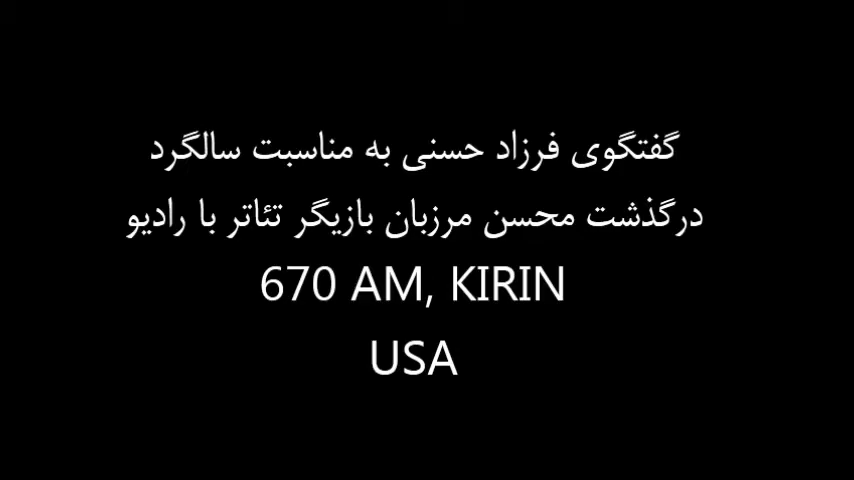 گفتگوی فرزاد حسنی به مناسبت سالگرد
درگذشت محسن مرزبان بازیگر تئاتر با رادیو
670 AM, KIRIN
USA